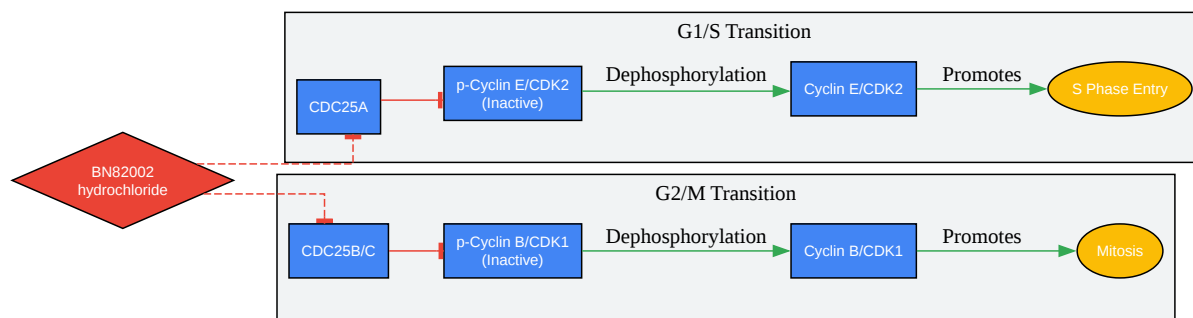 G1/S Transition
CDC25A
p-Cyclin E/CDK2
(Inactive)
Dephosphorylation
Cyclin E/CDK2
Promotes
S Phase Entry
BN82002
hydrochloride
G2/M Transition
CDC25B/C
p-Cyclin B/CDK1
(Inactive)
Dephosphorylation
Cyclin B/CDK1
Promotes
Mitosis